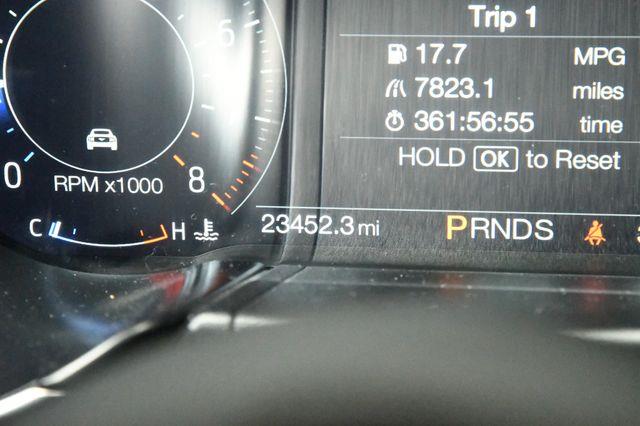 Trip 1
17.7 MPG
7823.1 miles
361:56:55 time
HOLD OK to Reset
6
0
8
RPM x1000
C H
23452.3 mi
PRNDS